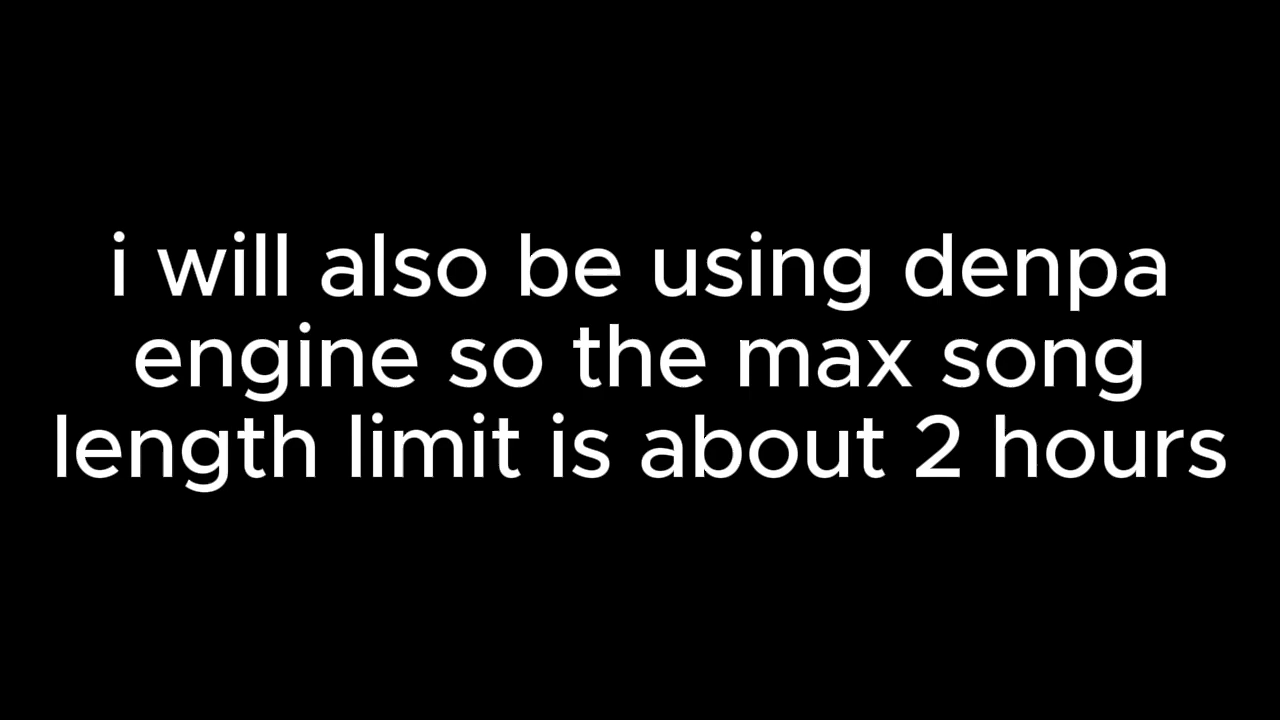 i will also be using denpa
engine so the max song
length limit is about 2 hours